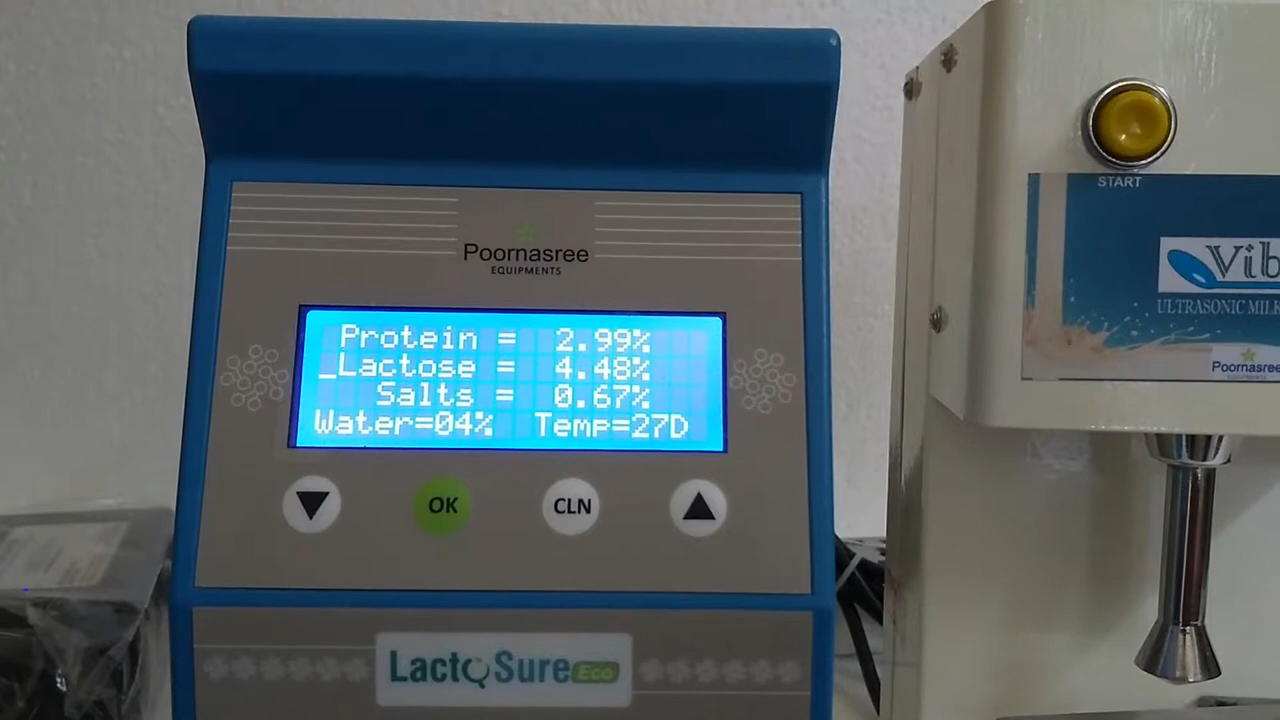 Poornasree
EQUIPMENTS
Protein = 2.99%
_Lactose = 4.48%
Salts = 0.67%
Water=04% Temp=27D
OK
CLN
LactoSure Eco
START
Vib
ULTRASONIC MILK
Poornasree